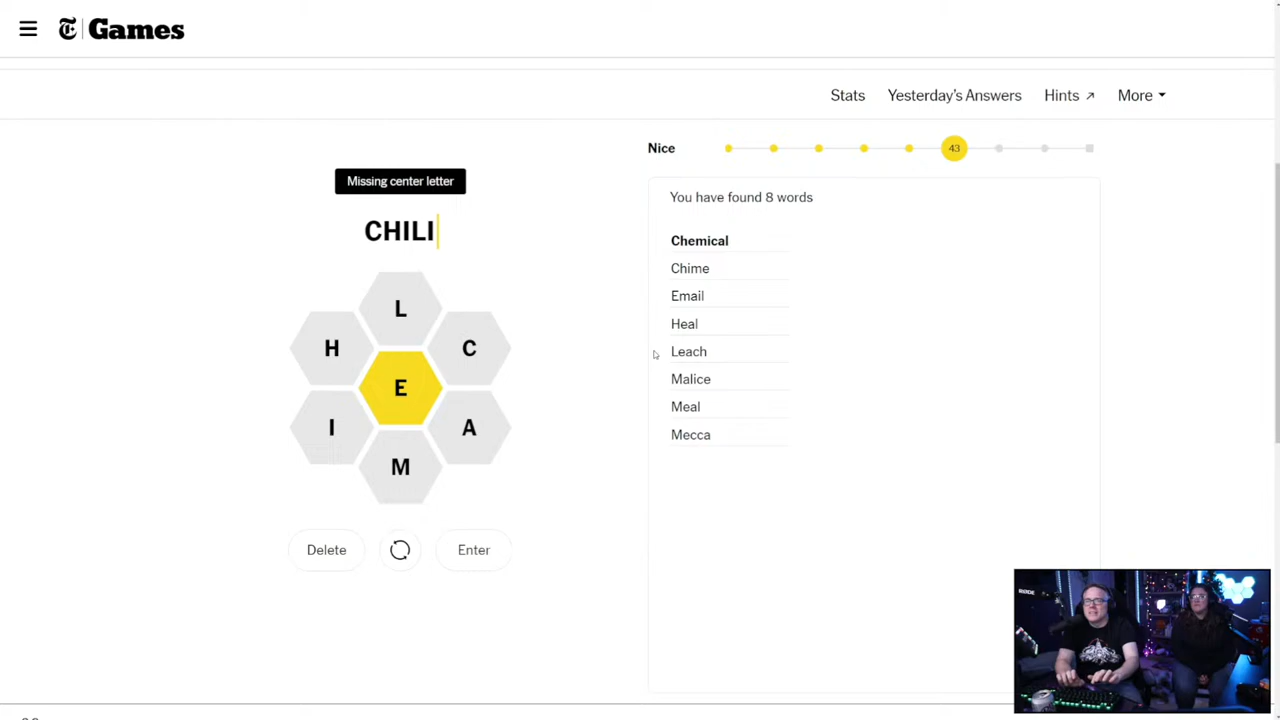 Games
Stats Yesterday's Answers Hints ↗ More
Nice 43
Missing center letter
You have found 8 words
CHILI
Chemical
Chime
Email
Heal
Leach
Malice
Meal
Mecca
L
H C
E
I A
M
Delete Enter
RØDE